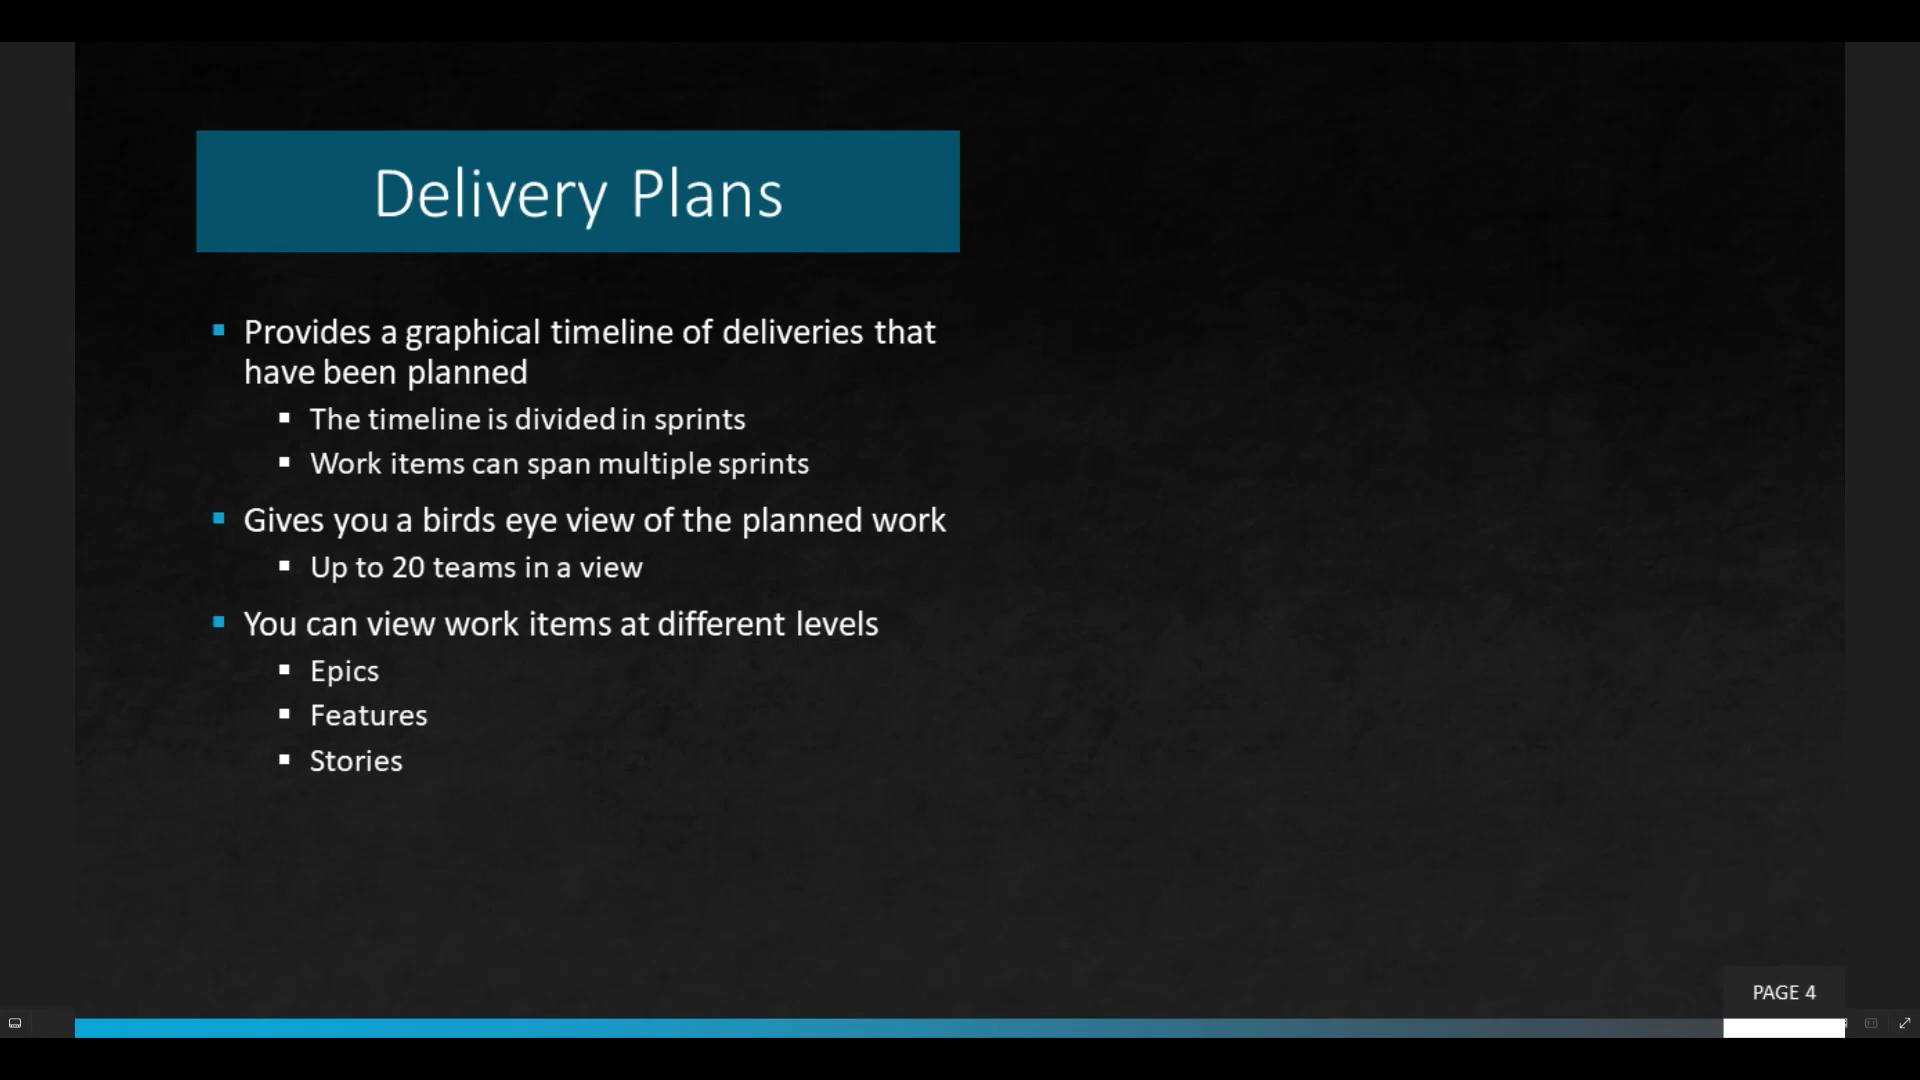 Delivery Plans
Provides a graphical timeline of deliveries that
have been planned
The timeline is divided in sprints
Work items can span multiple sprints
Gives you a birds eye view of the planned work
Up to 20 teams in a view
You can view work items at different levels
Epics
Features
Stories
PAGE 4